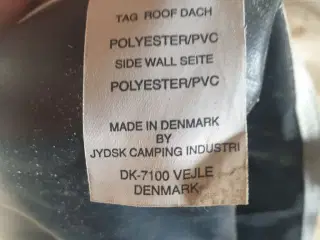 TAG ROOF DACH
POLYESTER/PVC
SIDE WALL SEITE
POLYESTER/PVC
MADE IN DENMARK
BY
JYDSK CAMPING INDUSTRI
DK-7100 VEJLE
DENMARK